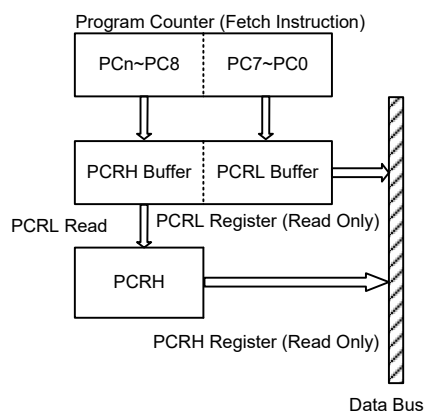 Program Counter (Fetch Instruction)
PCn~PC8 PC7~PC0
PCRH Buffer PCRL Buffer
PCRL Read
PCRL Register (Read Only)
PCRH
PCRH Register (Read Only)
Data Bus